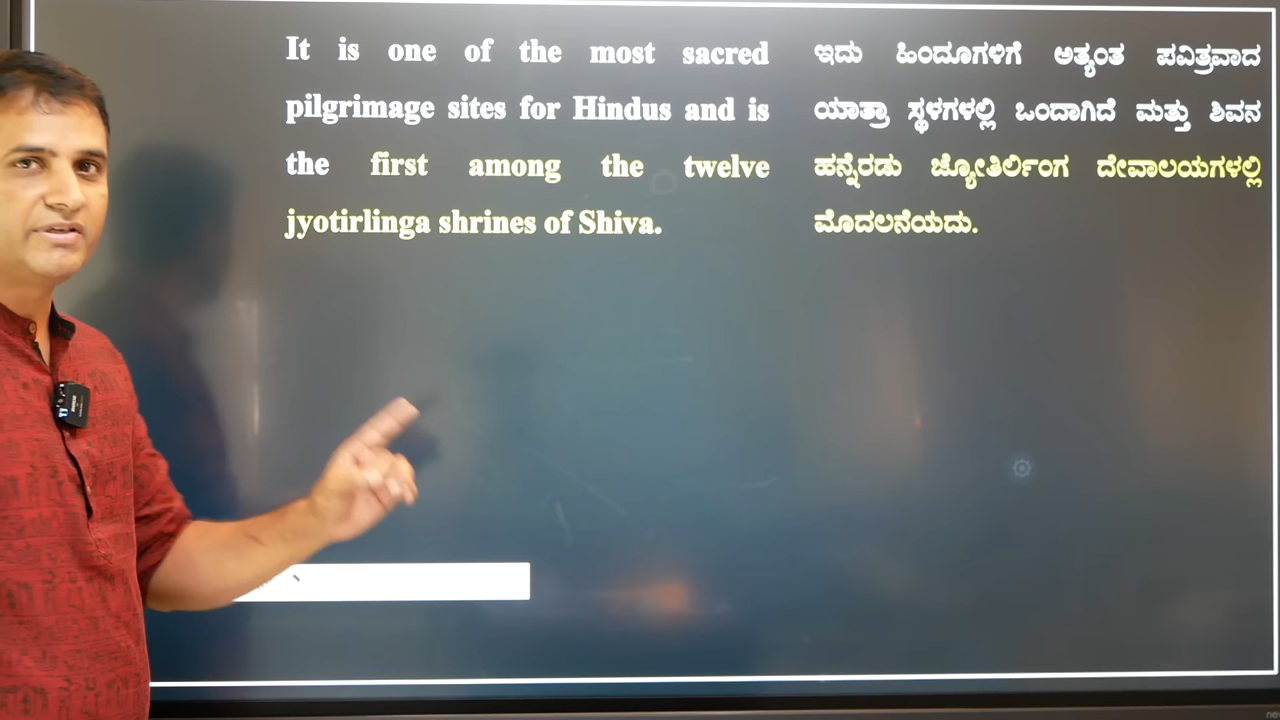 It is one of the most sacred
pilgrimage sites for Hindus and is
the first among the twelve
jyotirlinga shrines of Shiva.
ಇದು ಹಿಂದೂಗಳಿಗೆ ಅತ್ಯಂತ ಪವಿತ್ರವಾದ
ಯಾತ್ರಾ ಸ್ಥಳಗಳಲ್ಲಿ ಒಂದಾಗಿದೆ ಮತ್ತು ಶಿವನ
ಹನ್ನೆರಡು ಜ್ಯೋತಿರ್ಲಿಂಗ ದೇವಾಲಯಗಳಲ್ಲಿ
ಮೊದಲನೆಯದು.